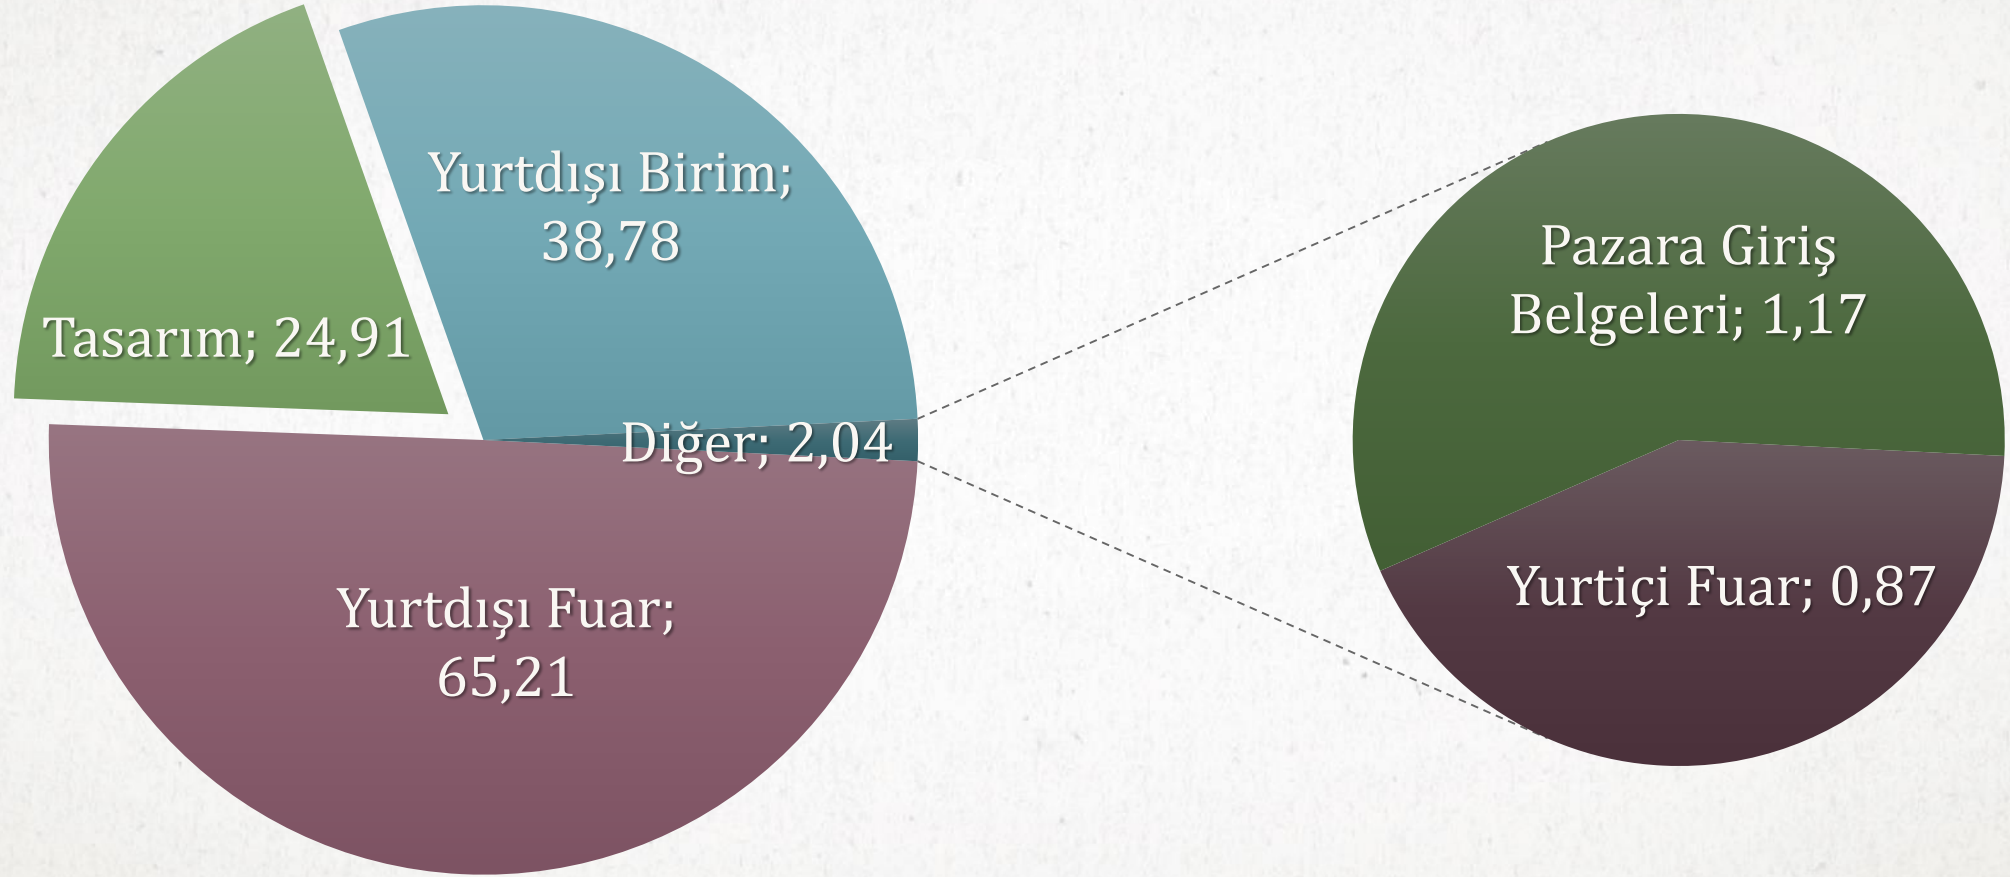 Yurtdışı Birim;
38,78
Tasarım; 24,91
Diğer; 2,04
Yurtdışı Fuar;
65,21
Pazara Giriş
Belgeleri; 1,17
Yurtiçi Fuar; 0,87